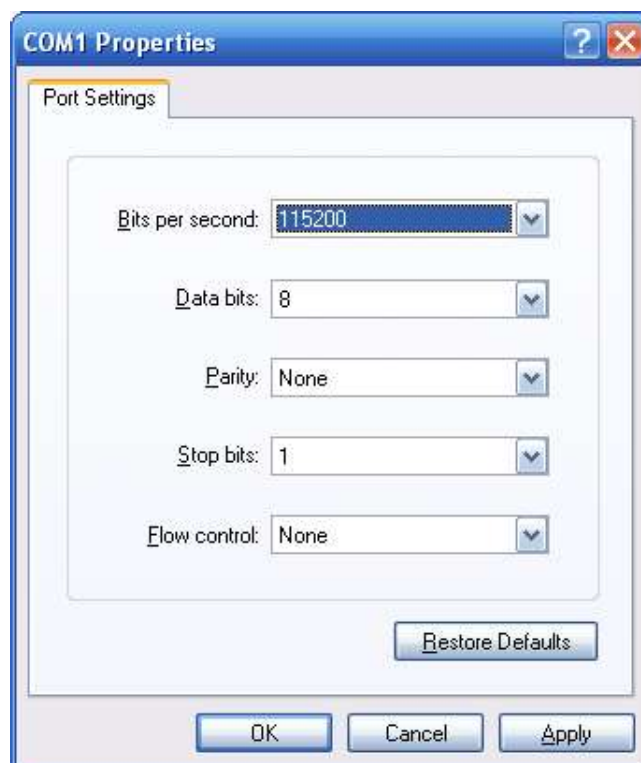 COM1 Properties
Port Settings
Bits per second: 115200
Data bits: 8
Parity: None
Stop bits: 1
Flow control: None
Restore Defaults
OK Cancel Apply